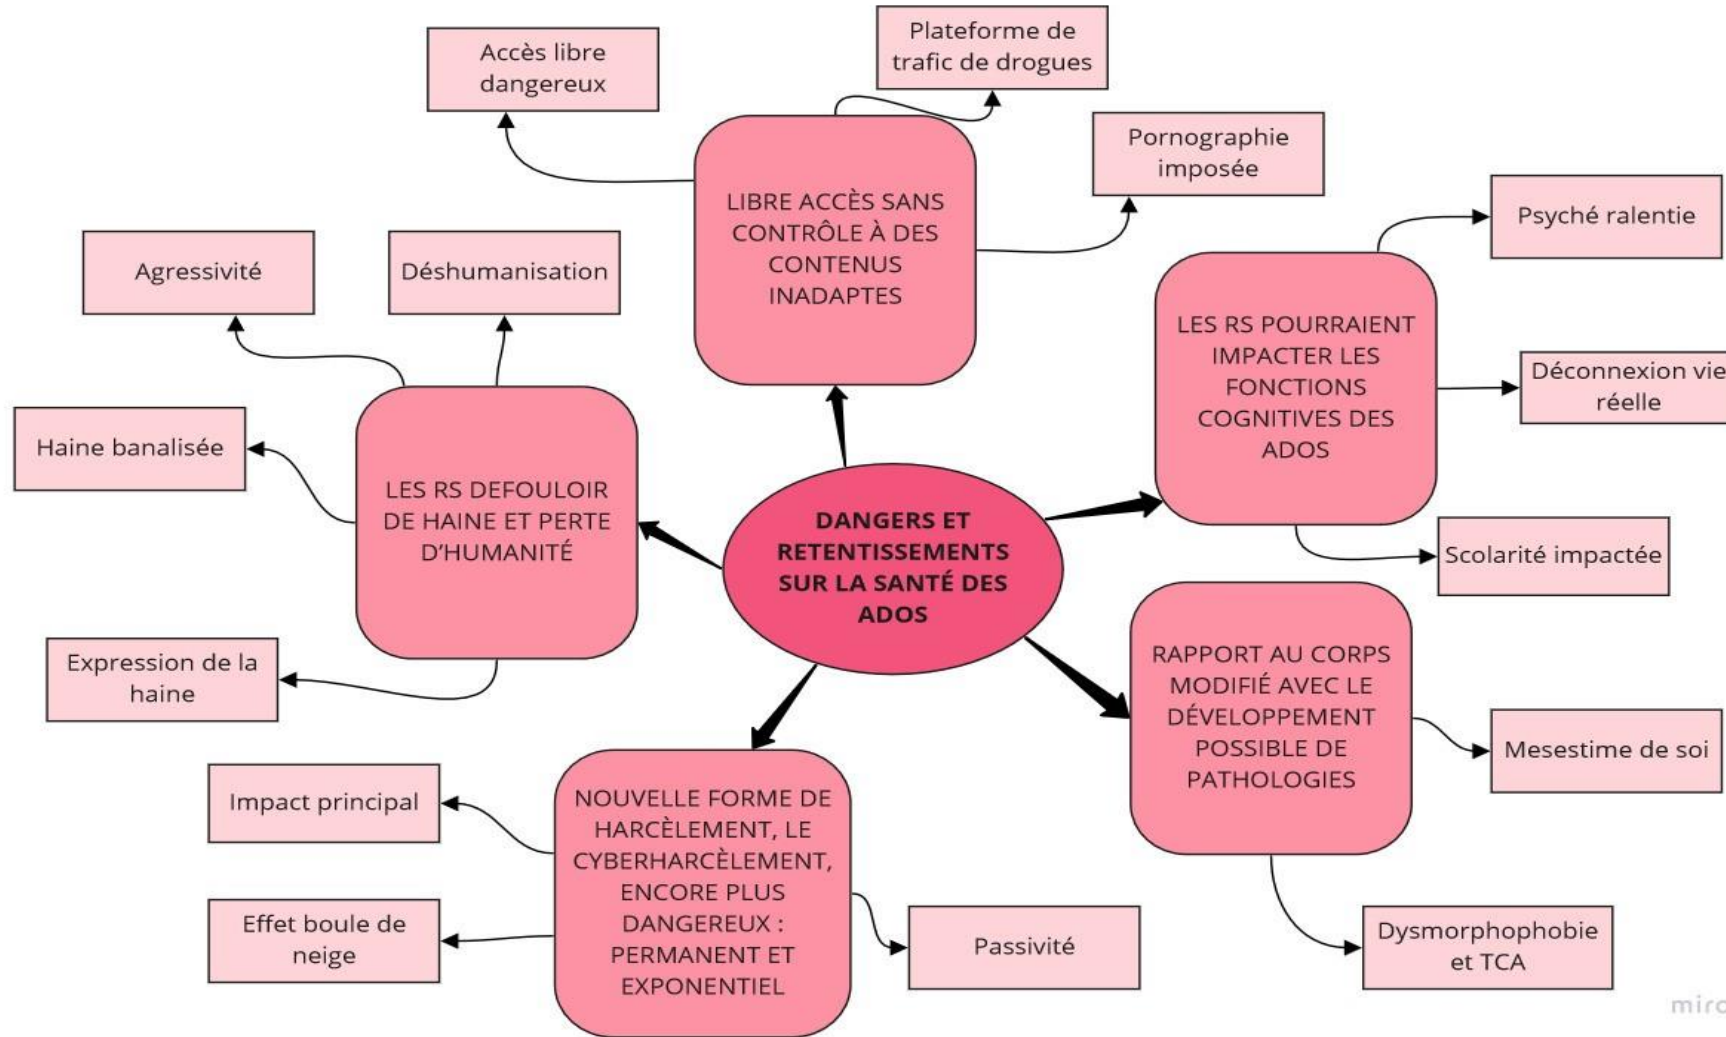 Accès libre
dangereux
Plateforme de
trafic de drogues
Pornographie
imposée
LIBRE ACCÈS SANS
CONTRÔLE À DES
CONTENUS
INADAPTES
Agressivité
Déshumanisation
Haine banalisée
LES RS DEFOULOIR
DE HAINE ET PERTE
D'HUMANITÉ
Expression de la
haine
Psyché ralentie
LES RS POURRAIENT
IMPACTER LES
FONCTIONS
COGNITIVES DES
ADOS
Déconnexion vie
réelle
Scolarité impactée
DANGERS ET
RETENTISSEMENTS
SUR LA SANTÉ DES
ADOS
RAPPORT AU CORPS
MODIFIÉ AVEC LE
DÉVELOPPEMENT
POSSIBLE DE
PATHOLOGIES
Mesestime de soi
Dysmorphophobie
et TCA
Impact principal
Effet boule de
neige
NOUVELLE FORME DE
HARCÈLEMENT, LE
CYBERHARCÈLEMENT,
ENCORE PLUS
DANGEREUX :
PERMANENT ET
EXPONENTIEL
Passivité
miro